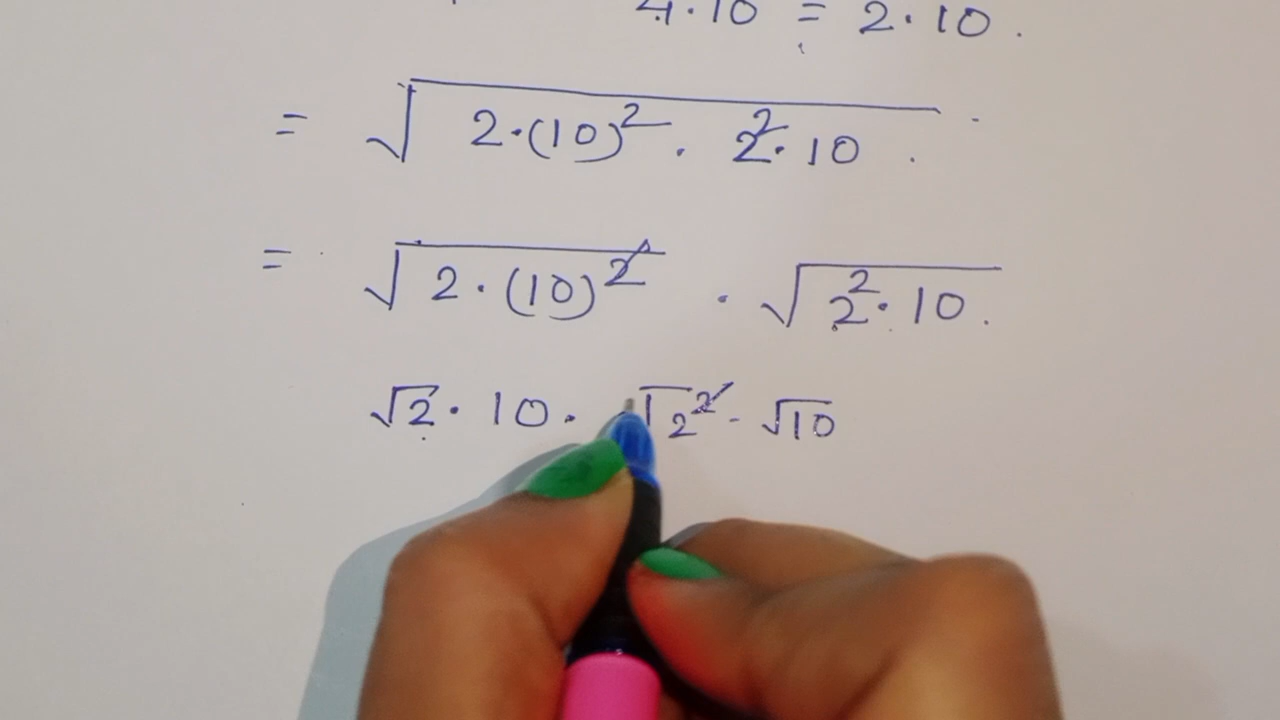 4·10 = 2·10.
= √2·(10)²·2²·10
= √2·(10)²·√2²·10
√2·10·√2²·√10